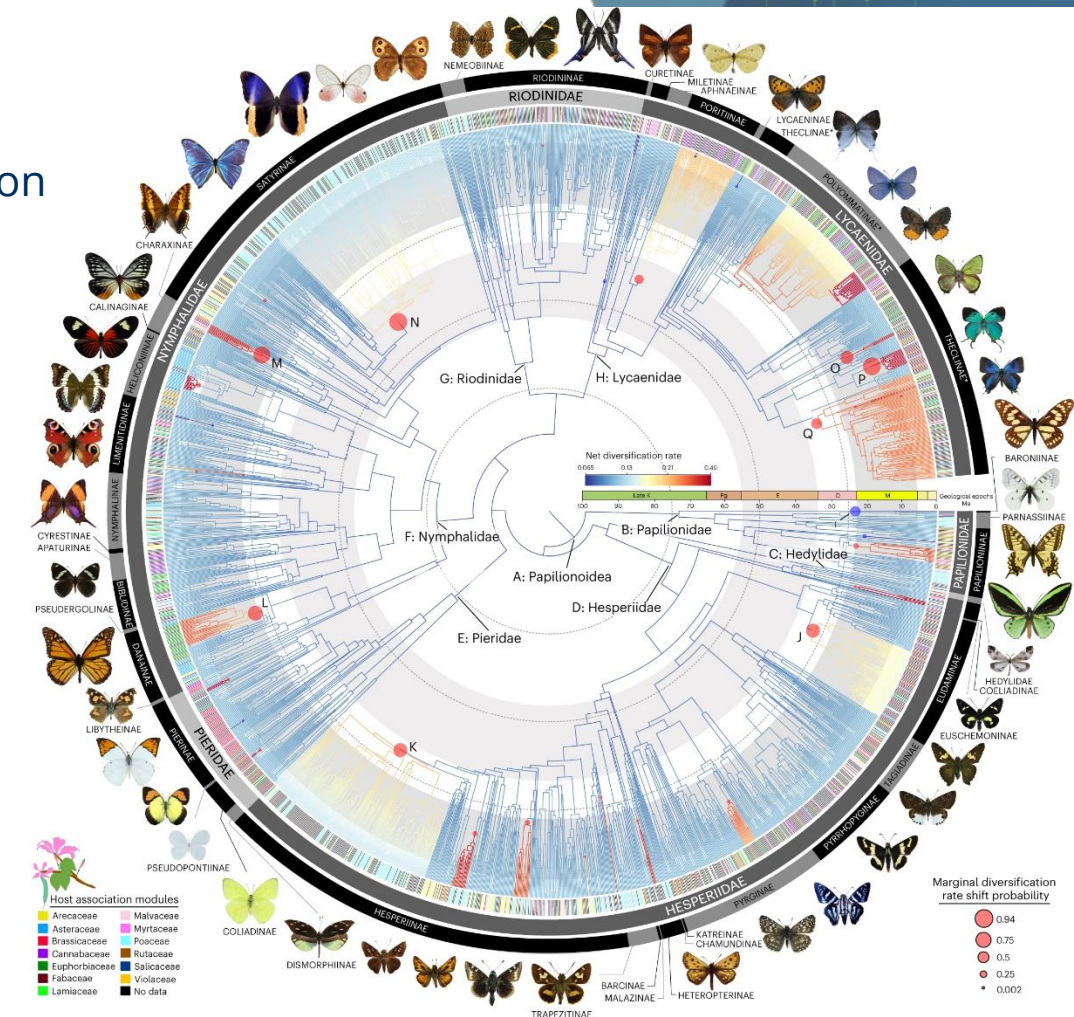 on
NEMEOBIINAE
RIODININAE
RIODINIDAE
CURETINAE
MILETINAE
APHNAEINAE
PORITIINAE
LYCAENINAE
THECLINAE*
POLYOMMATINAE*
LYCAENIDAE
THECLINAE*
BARONIINAE
PARNASSIINAE
PAPILIONIDAE
PAPILIONINAE
HEDYLIDAE
COELIADINAE
EUDAMINAE
EUSCHEMONINAE
TAGIADINAE
PYRRHOPYGINAE
PYRGINAE
HESPERIIDAE
KATREINAE
CHAMUNDINAE
HETEROPTERINAE
BARCINAE
MALAZINAE
TRAPEZITINAE
HESPERIINAE
DISMORPHIINAE
COLIADINAE
PSEUDOPONTIINAE
PIERIDAE
PIERINAE
LIBYTHEINAE
DANAINAE
BIBLIDINAE
PSEUDERGOLINAE
CYRESTINAE
APATURINAE
NYMPHALINAE
LIMENITIDINAE
HELICONIINAE
NYMPHALIDAE
CALINAGINAE
CHARAXINAE
SATYRINAE
N
M
G: Riodinidae
H: Lycaenidae
O
P
Q
Net diversification rate
0.065 0.13 0.21 0.49
Late K Pg E O M Geological epochs
100 90 80 70 60 50 40 30 20 10 0 Ma
I
B: Papilionidae
F: Nymphalidae
C: Hedylidae
A: Papilionoidea
D: Hesperiidae
E: Pieridae
J
L
K
Host association modules
Arecaceae Malvaceae
Asteraceae Myrtaceae
Brassicaceae Poaceae
Cannabaceae Rutaceae
Euphorbiaceae Salicaceae
Fabaceae Violaceae
Lamiaceae No data
Marginal diversification
rate shift probability
0.94
0.75
0.5
0.25
0.002